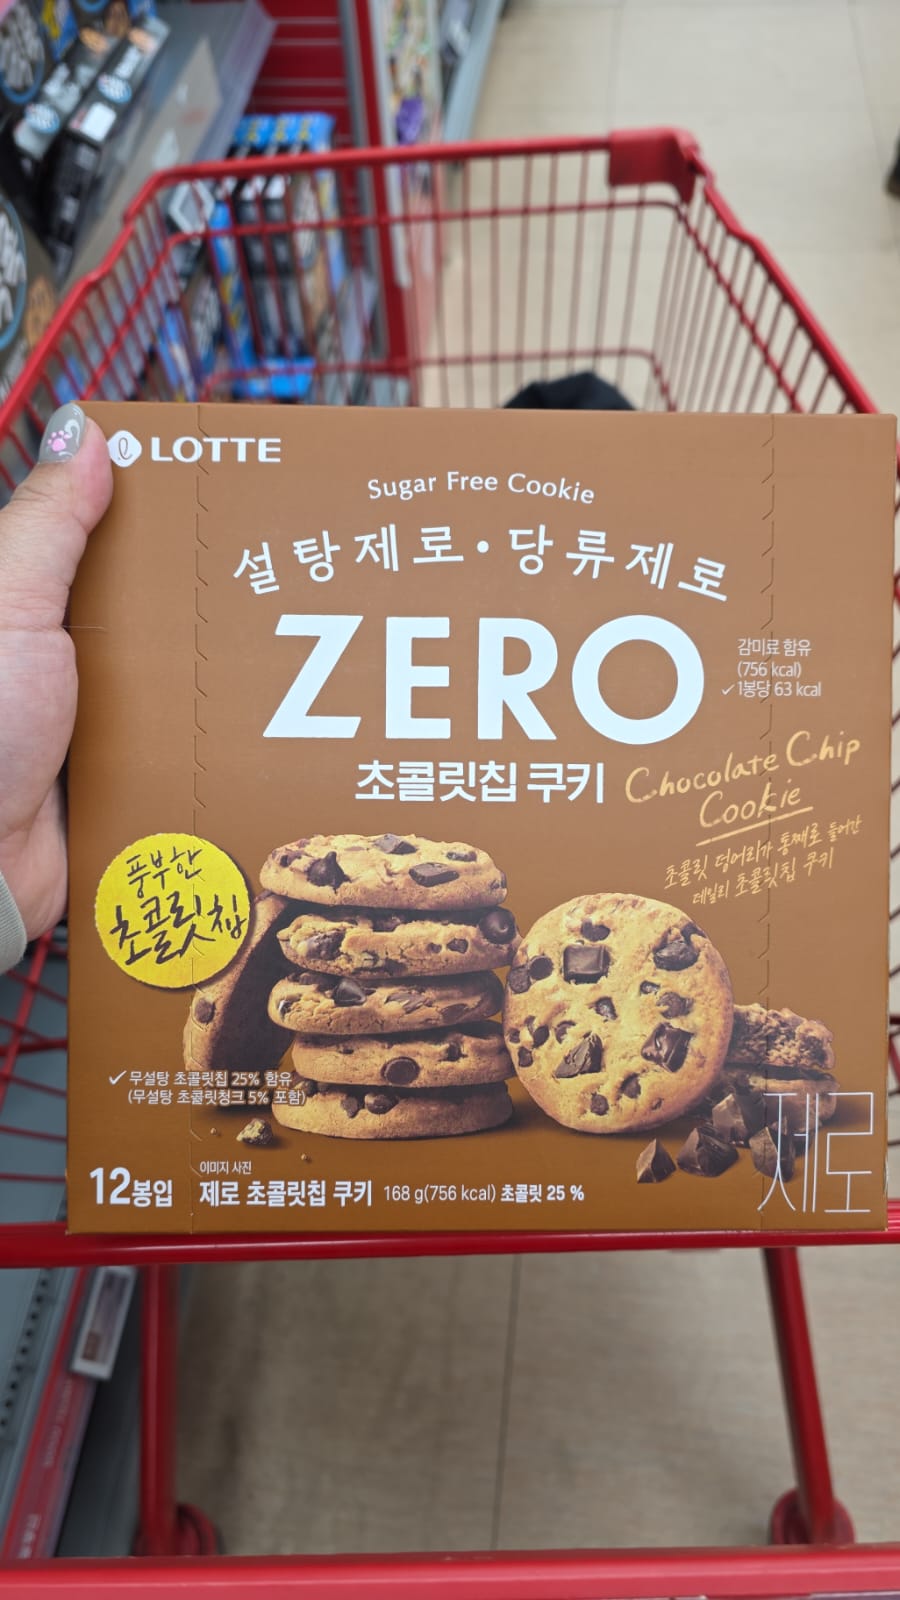 LOTTE
Sugar Free Cookie
설탕제로·당류제로
ZERO
감미료 함유
(756 kcal)
✓1봉당 63 kcal
초콜릿칩 쿠키
Chocolate Chip
Cookie
초콜릿 덩어리가 통째로 들어간
데일리 초콜릿칩 쿠키
풍부한
초콜릿칩
✓ 무설탕 초콜릿칩 25% 함유
(무설탕 초콜릿청크 5% 포함)
제로
이미지 사진
12봉입 제로 초콜릿칩 쿠키 168 g(756 kcal) 초콜릿 25 %